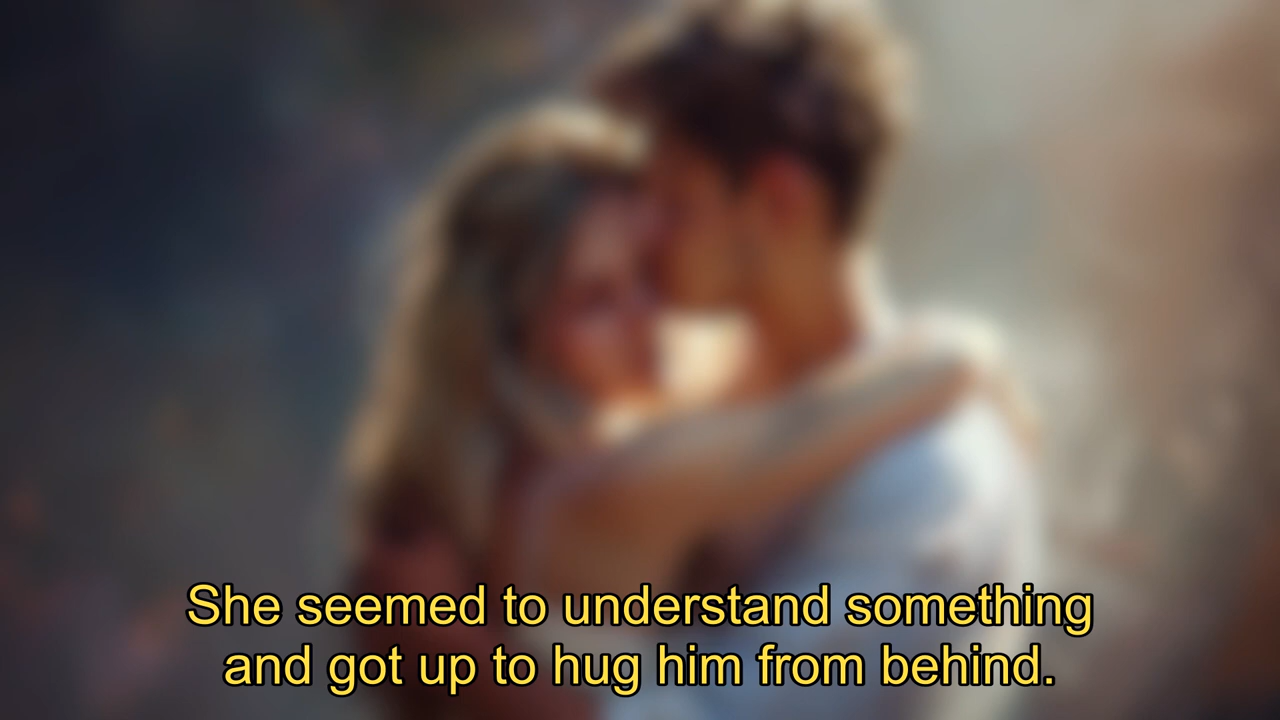 She seemed to understand something
and got up to hug him from behind.